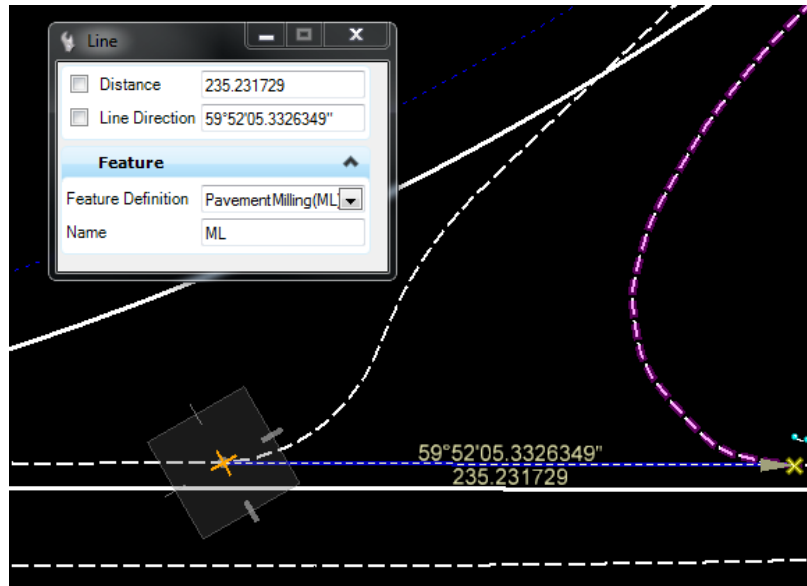 Line
Distance 235.231729
Line Direction 59°52'05.3326349"
Feature
Feature Definition PavementMilling(ML)
Name ML
59°52'05.3326349"
235.231729